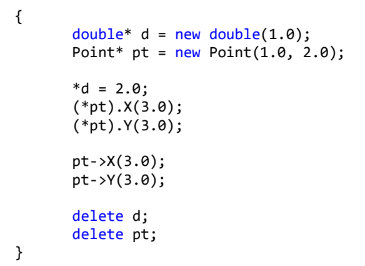 {
double* d = new double(1.0);
Point* pt = new Point(1.0, 2.0);
*d = 2.0;
(*pt).X(3.0);
(*pt).Y(3.0);
pt->X(3.0);
pt->Y(3.0);
delete d;
delete pt;
}